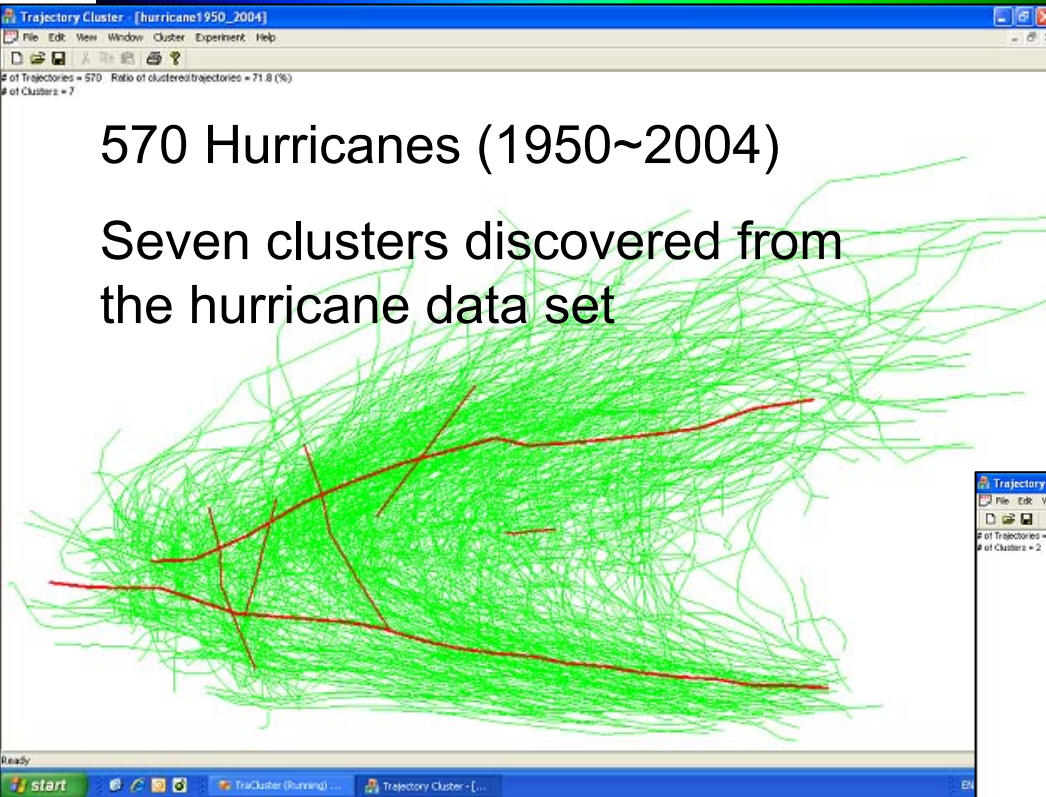 Trajectory Cluster - [hurricane1950_2004]
File Edit View Window Cluster Experiment Help
# of Trajectories = 570 Ratio of clustered trajectories = 71.8 (%)
# of Clusters = 7
570 Hurricanes (1950~2004)
Seven clusters discovered from
the hurricane data set
Trajectory
File Edit
# of Trajectories =
# of Clusters = 2
Ready
start
TraCluster (Running) ...
Trajectory Cluster - [...
EN